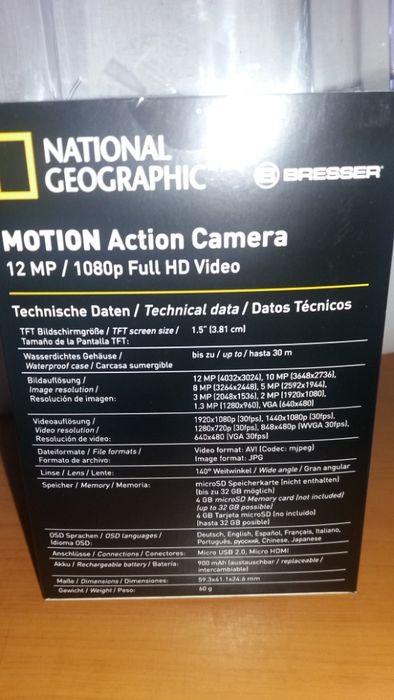 NATIONAL
GEOGRAPHIC
B BRESSER®
MOTION Action Camera
12 MP / 1080p Full HD Video
Technische Daten / Technical data / Datos Técnicos
TFT Bildschirmgröße / TFT screen size / 1.5" (3.81 cm)
Tamaño de la Pantalla TFT:
Wasserdichtes Gehäuse / bis zu / up to / hasta 30 m
Waterproof case / Carcasa sumergible
Bildauflösung / 12 MP (4032x3024), 10 MP (3648x2736),
Image resolution / 8 MP (3264x2448), 5 MP (2592x1944),
Resolución de imagen: 3 MP (2048x1536), 2 MP (1920x1080),
1.3 MP (1280x960), VGA (640x480)
Videoauflösung / 1920x1080p (30fps), 1440x1080p (30fps),
Video resolution / 1280x720p (30fps), 848x480p (WVGA 30fps),
Resolución de video: 640x480 (VGA 30fps)
Dateiformate / File formats / Video format: AVI (Codec: mjpeg)
Formato de archivo: Image format: JPG
Linse / Lens / Lente: 140° Weitwinkel / Wide angle / Gran angular
Speicher / Memory / Memoria: microSD Speicherkarte (nicht enthalten)
(bis zu 32 GB möglich)
4 GB microSD Memory card (not included)
(up to 32 GB possible)
4 GB Tarjeta microSD (no incluido)
(hasta 32 GB posible)
OSD Sprachen / OSD languages / Deutsch, English, Español, Français, Italiano,
Idioma OSD: Português, русский, Chinese, Japanese
Anschlüsse / Connections / Conectores: Micro USB 2.0, Micro HDMI
Akku / Rechargeable battery / Batería: 900 mAh (austauschbar / replaceable /
intercambiable)
Maße / Dimensions / Dimensiones: 59.3x41.1x24.6 mm
Gewicht / Weight / Peso: 60 g